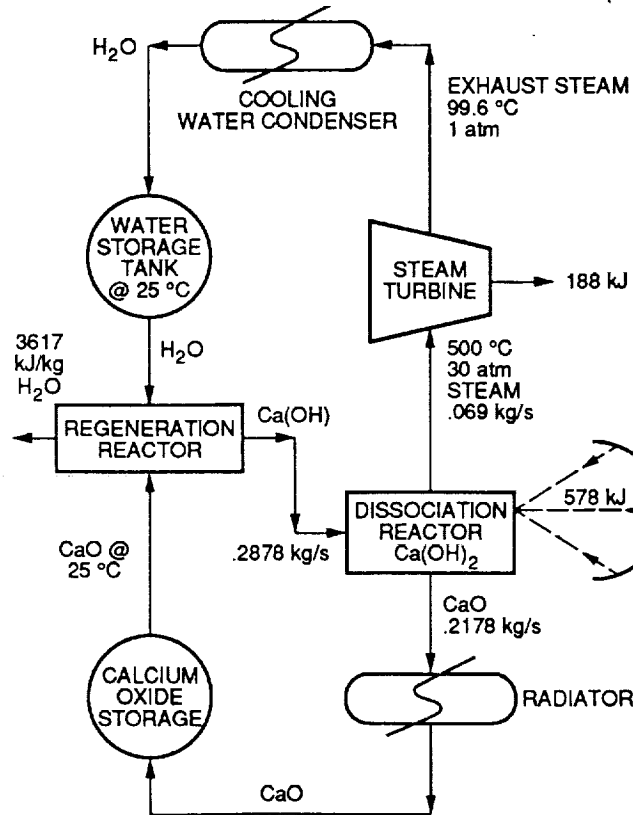 H2O
COOLING
WATER CONDENSER
EXHAUST STEAM
99.6 °C
1 atm
WATER
STORAGE
TANK
@ 25 °C
STEAM
TURBINE
188 kJ
3617
kJ/kg
H2O
H2O
500 °C
30 atm
STEAM
.069 kg/s
REGENERATION
REACTOR
Ca(OH)
578 kJ
DISSOCIATION
REACTOR
Ca(OH)2
.2878 kg/s
CaO @
25 °C
CaO
.2178 kg/s
CALCIUM
OXIDE
STORAGE
RADIATOR
CaO